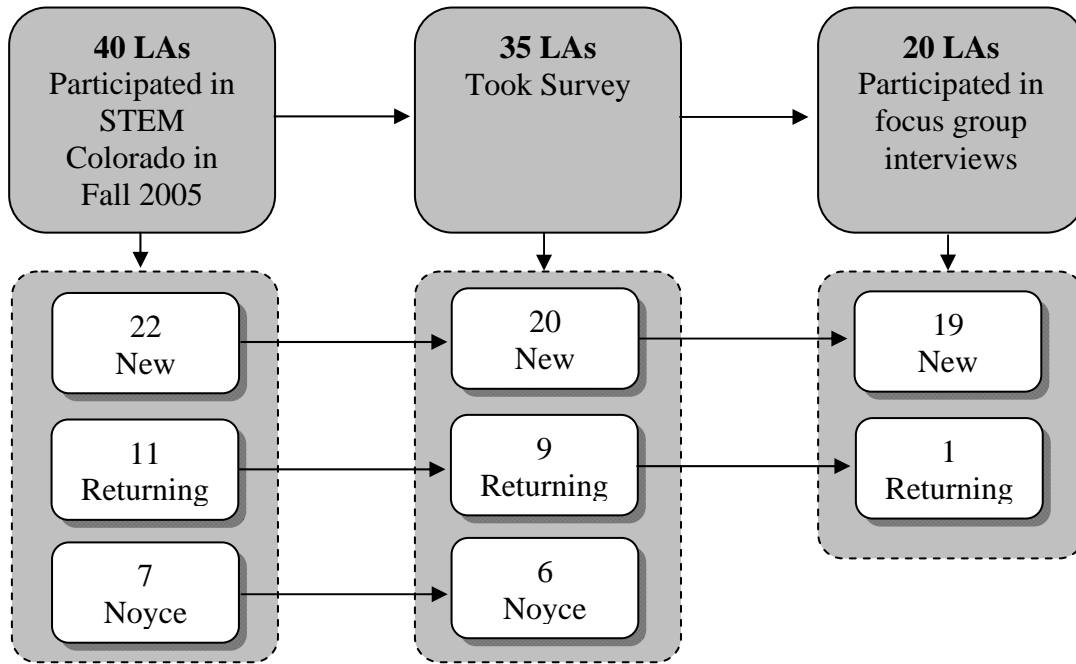 40 LAs
Participated in
STEM
Colorado in
Fall 2005
35 LAs
Took Survey
20 LAs
Participated in
focus group
interviews
22
New
20
New
19
New
11
Returning
9
Returning
1
Returning
7
Noyce
6
Noyce